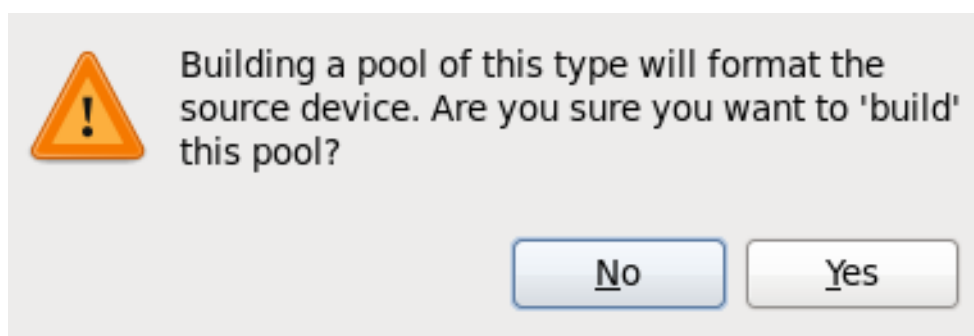 Building a pool of this type will format the
source device. Are you sure you want to 'build'
this pool?
No
Yes